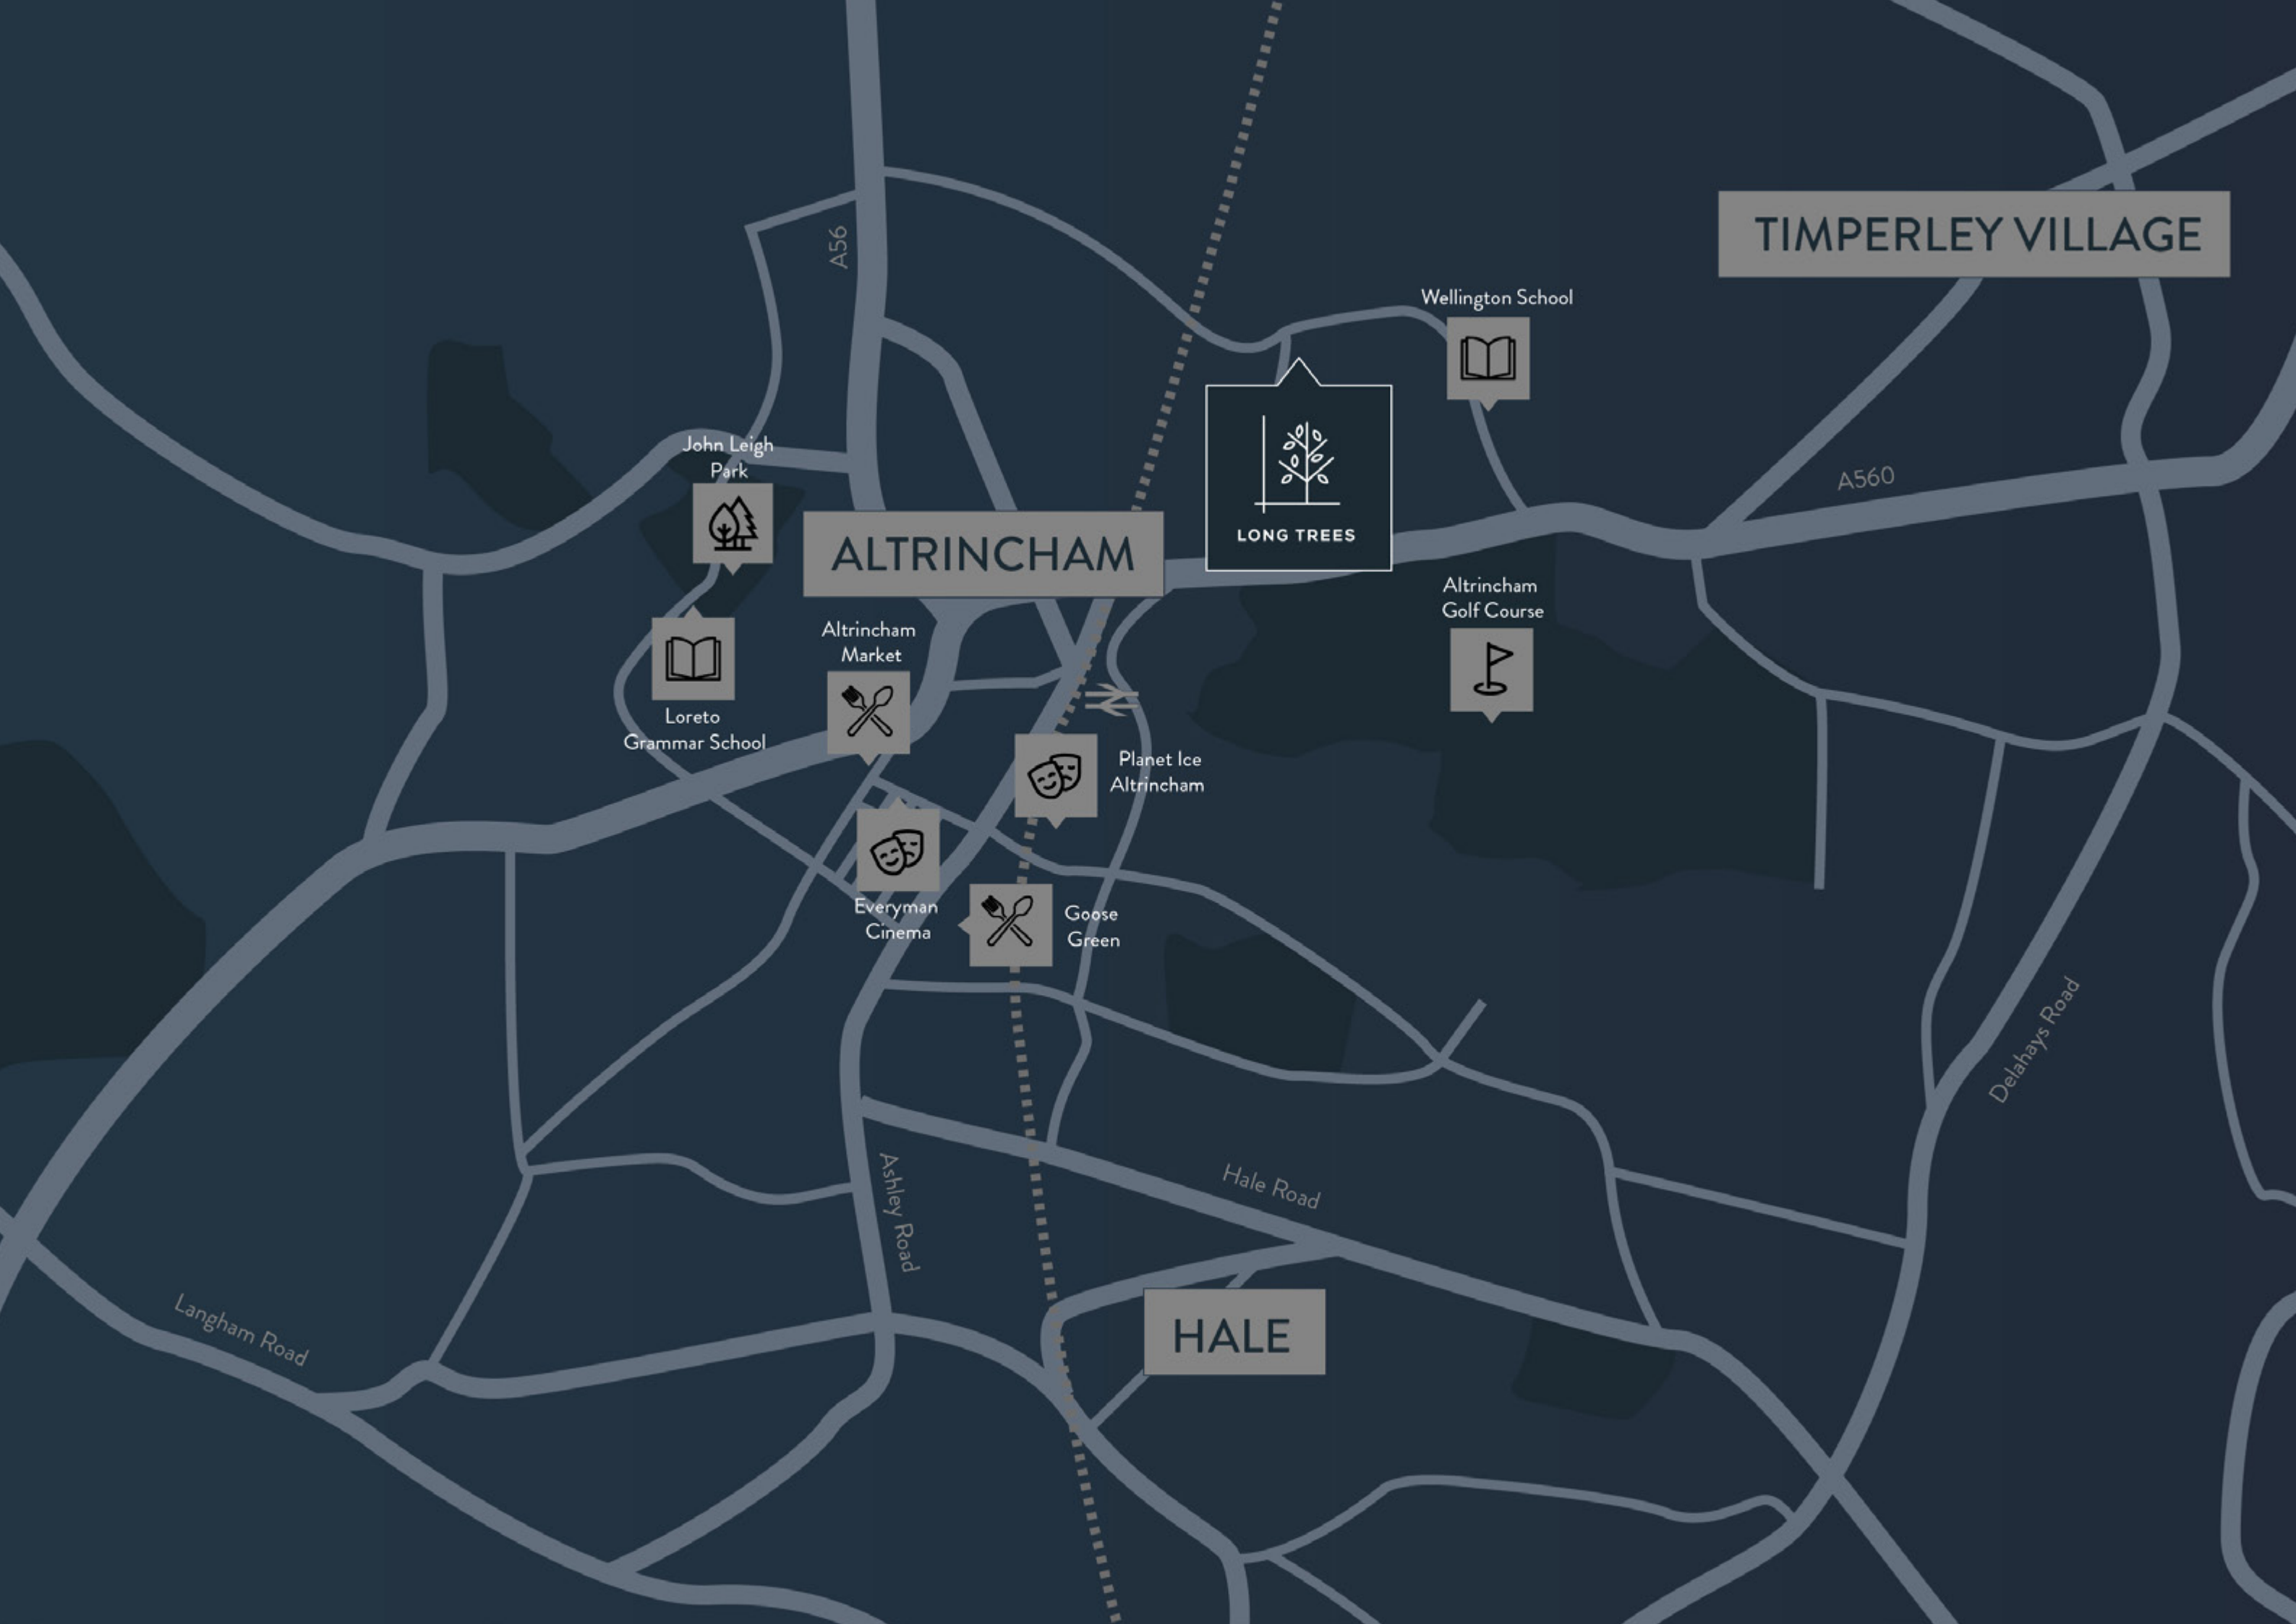 A56
TIMPERLEY VILLAGE
Wellington School
John Leigh
Park
A560
LONG TREES
ALTRINCHAM
Altrincham
Golf Course
Altrincham
Market
Loreto
Grammar School
Planet Ice
Altrincham
Everyman
Cinema
Goose
Green
Delahays Road
Hale Road
Ashley Road
Langham Road
HALE